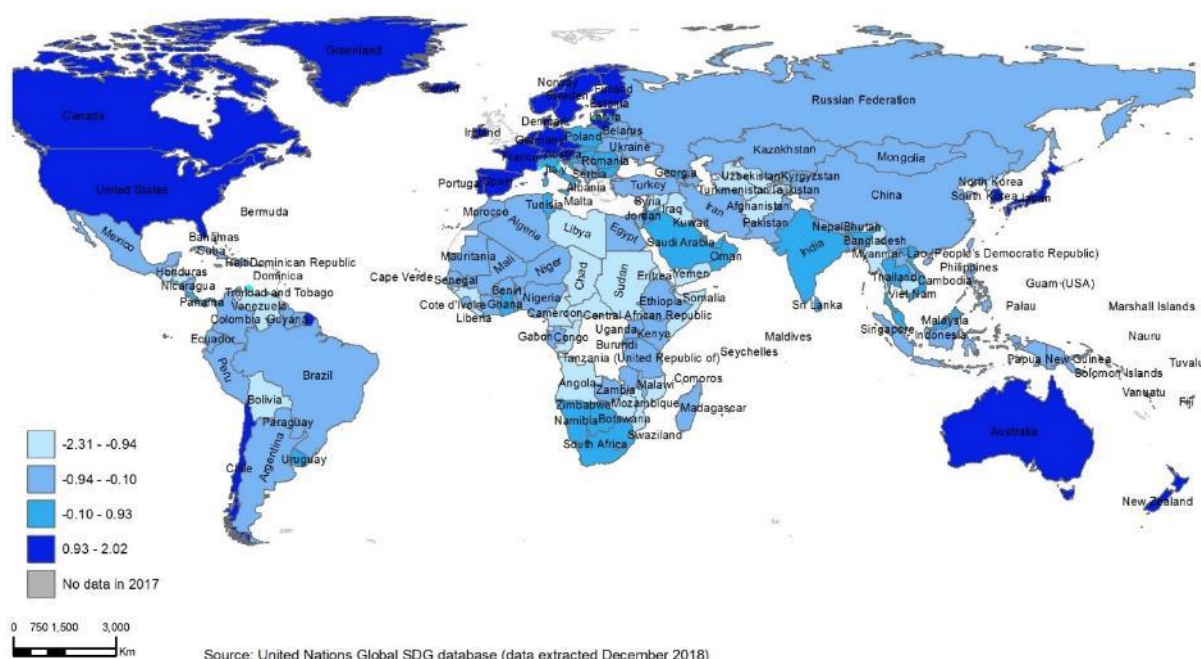 Greenland
Iceland
Norway
Finland
Sweden
Estonia
Canada
Latvia
Russian Federation
Denmark
Ireland
Poland
Belarus
Germany
Ukraine
France
Austria
Kazakhstan
Mongolia
Romania
Italy
Serbia
Georgia
Uzbekistan
Kyrgyzstan
North Korea
United States
Portugal
Spain
Albania
Turkey
Turkmenistan
Tajikistan
China
South Korea
Japan
Malta
Syria
Bermuda
Tunisia
Iraq
Iran
Afghanistan
Morocco
Jordan
Kuwait
Pakistan
Nepal
Bhutan
Mexico
Bahamas
Algeria
Libya
Egypt
Bangladesh
Cuba
Saudi Arabia
India
Myanmar
Lao (People's Democratic Republic)
Haiti
Dominican Republic
Mauritania
Mali
Niger
Oman
Philippines
Honduras
Dominica
Cape Verde
Senegal
Chad
Sudan
Eritrea
Yemen
Thailand
Cambodia
Guam (USA)
Nicaragua
Benin
Viet Nam
Panama
Trinidad and Tobago
Nigeria
Ethiopia
Somalia
Sri Lanka
Palau
Marshall Islands
Venezuela
Cote d'Ivoire
Ghana
Central African Republic
Colombia
Guyana
Liberia
Cameroon
Malaysia
Uganda
Kenya
Maldives
Singapore
Indonesia
Nauru
Ecuador
Gabon
Congo
Burundi
Seychelles
Tanzania (United Republic of)
Papua New Guinea
Tuvalu
Peru
Brazil
Solomon Islands
Angola
Malawi
Comoros
Zambia
Vanuatu
Bolivia
Mozambique
Fiji
Zimbabwe
Madagascar
Paraguay
Namibia
Botswana
Swaziland
Australia
South Africa
Uruguay
Chile
Argentina
New Zealand
-2.31 - -0.94
-0.94 - -0.10
-0.10 - 0.93
0.93 - 2.02
No data in 2017
0 750 1,500 3,000
Km
Source: United Nations Global SDG database (data extracted December 2018)